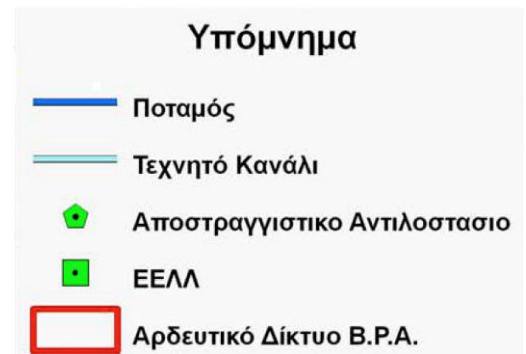 Υπόμνημα
Ποταμός
Τεχνητό Κανάλι
Αποστραγγιστικο Αντιλοστασιο
ΕΕΛΛ
Αρδευτικό Δίκτυο Β.Ρ.Α.